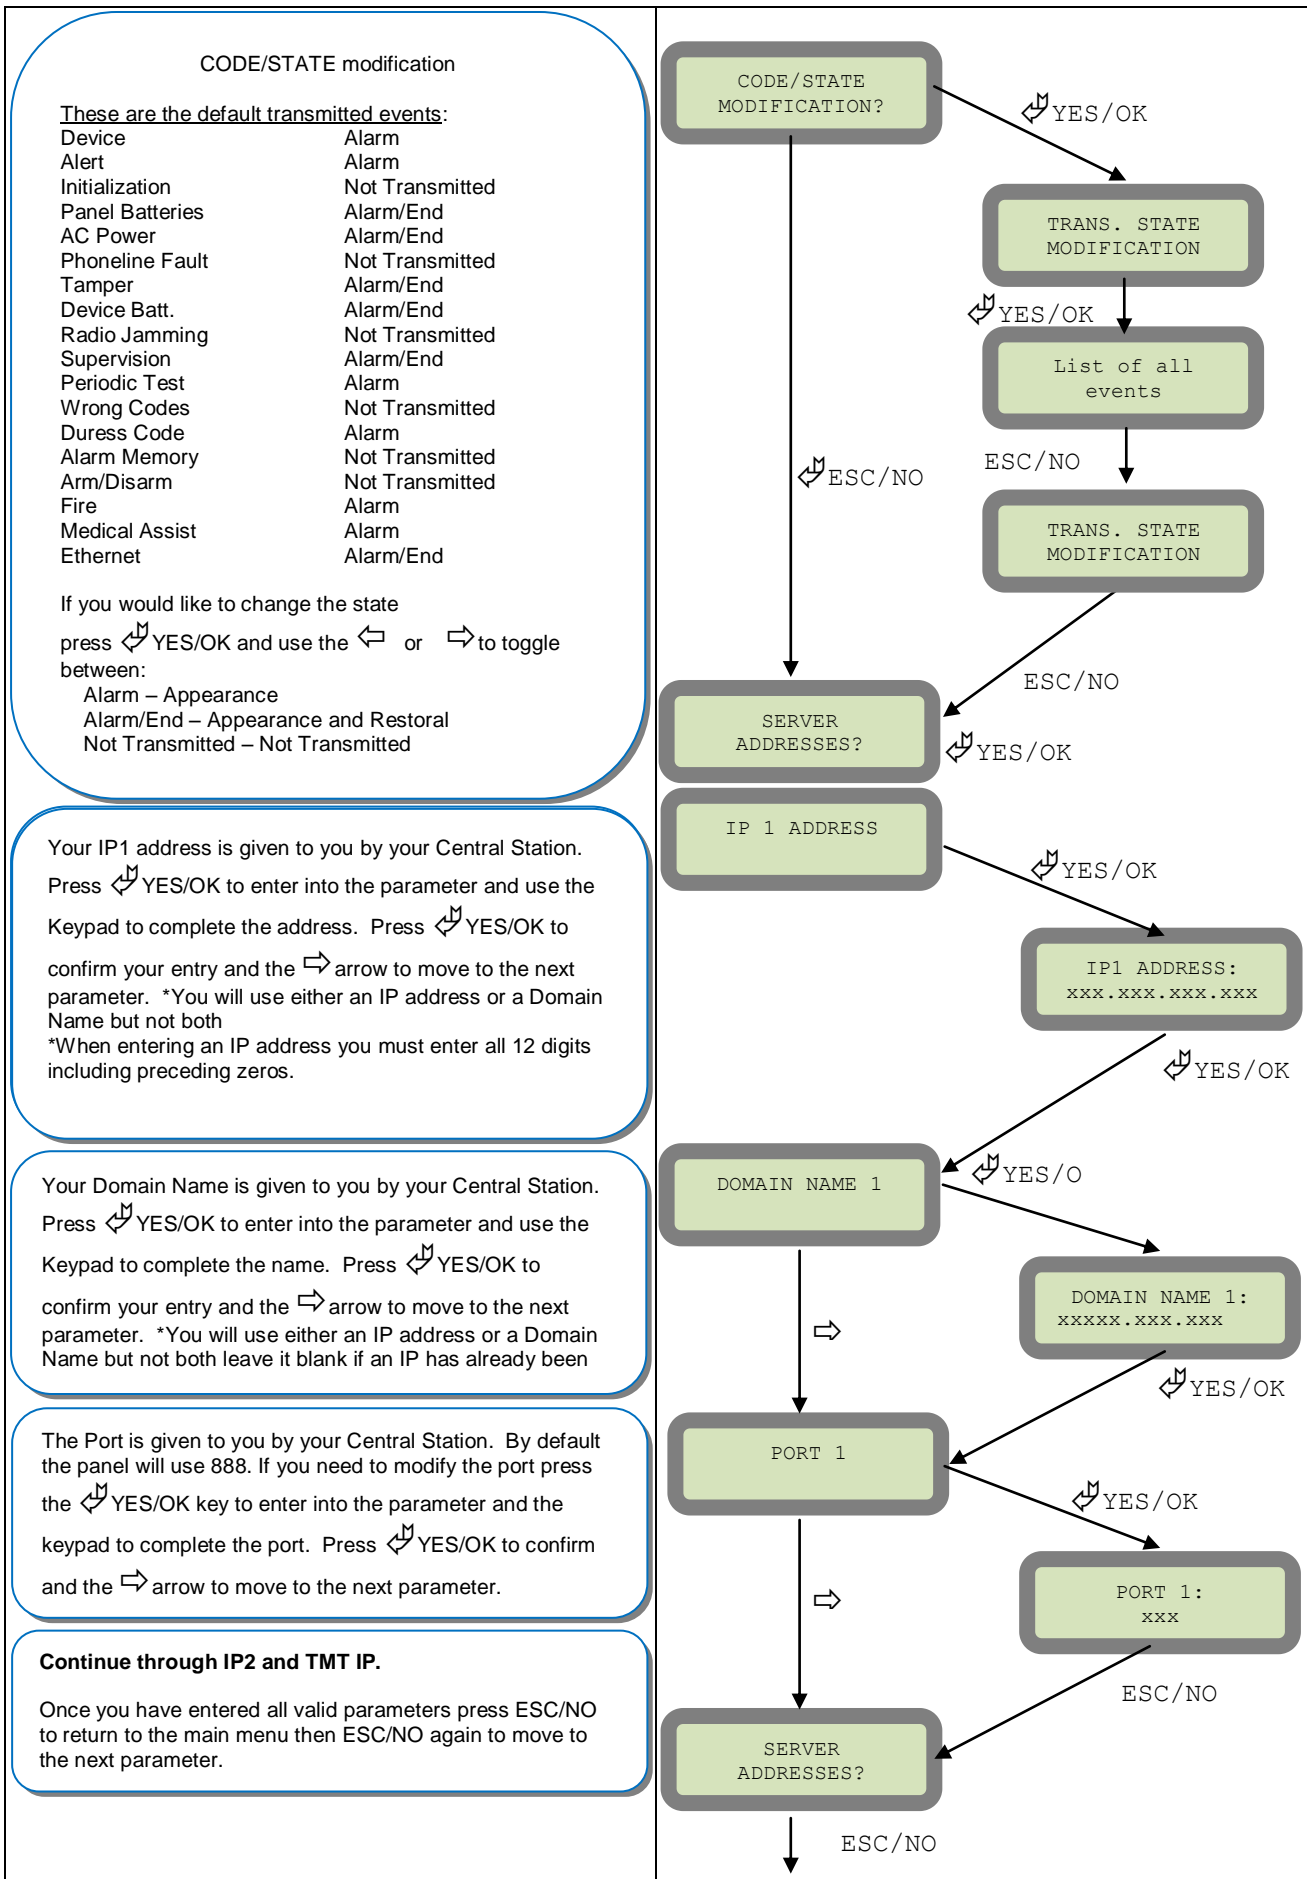 CODE/STATE modification
These are the default transmitted events:
Device Alarm
Alert Alarm
Initialization Not Transmitted
Panel Batteries Alarm/End
AC Power Alarm/End
Phoneline Fault Not Transmitted
Tamper Alarm/End
Device Batt. Alarm/End
Radio Jamming Not Transmitted
Supervision Alarm/End
Periodic Test Alarm
Wrong Codes Not Transmitted
Duress Code Alarm
Alarm Memory Not Transmitted
Arm/Disarm Not Transmitted
Fire Alarm
Medical Assist Alarm
Ethernet Alarm/End
If you would like to change the state
press YES/OK and use the ⇦ or ⇨ to toggle
between:
Alarm – Appearance
Alarm/End – Appearance and Restoral
Not Transmitted – Not Transmitted
Your IP1 address is given to you by your Central Station.
Press YES/OK to enter into the parameter and use the
Keypad to complete the address. Press YES/OK to
confirm your entry and the ⇨ arrow to move to the next
parameter. *You will use either an IP address or a Domain
Name but not both
*When entering an IP address you must enter all 12 digits
including preceding zeros.
Your Domain Name is given to you by your Central Station.
Press YES/OK to enter into the parameter and use the
Keypad to complete the name. Press YES/OK to
confirm your entry and the ⇨ arrow to move to the next
parameter. *You will use either an IP address or a Domain
Name but not both leave it blank if an IP has already been
The Port is given to you by your Central Station. By default
the panel will use 888. If you need to modify the port press
the YES/OK key to enter into the parameter and the
keypad to complete the port. Press YES/OK to confirm
and the ⇨ arrow to move to the next parameter.
Continue through IP2 and TMT IP.
Once you have entered all valid parameters press ESC/NO
to return to the main menu then ESC/NO again to move to
the next parameter.
CODE/STATE
MODIFICATION?
YES/OK
TRANS. STATE
MODIFICATION
YES/OK
List of all
events
ESC/NO
ESC/NO
TRANS. STATE
MODIFICATION
ESC/NO
SERVER
ADDRESSES?
YES/OK
IP 1 ADDRESS
YES/OK
IP1 ADDRESS:
xxx.xxx.xxx.xxx
YES/OK
DOMAIN NAME 1
YES/O
DOMAIN NAME 1:
xxxxx.xxx.xxx
⇨
YES/OK
PORT 1
YES/OK
PORT 1:
xxx
⇨
ESC/NO
SERVER
ADDRESSES?
ESC/NO